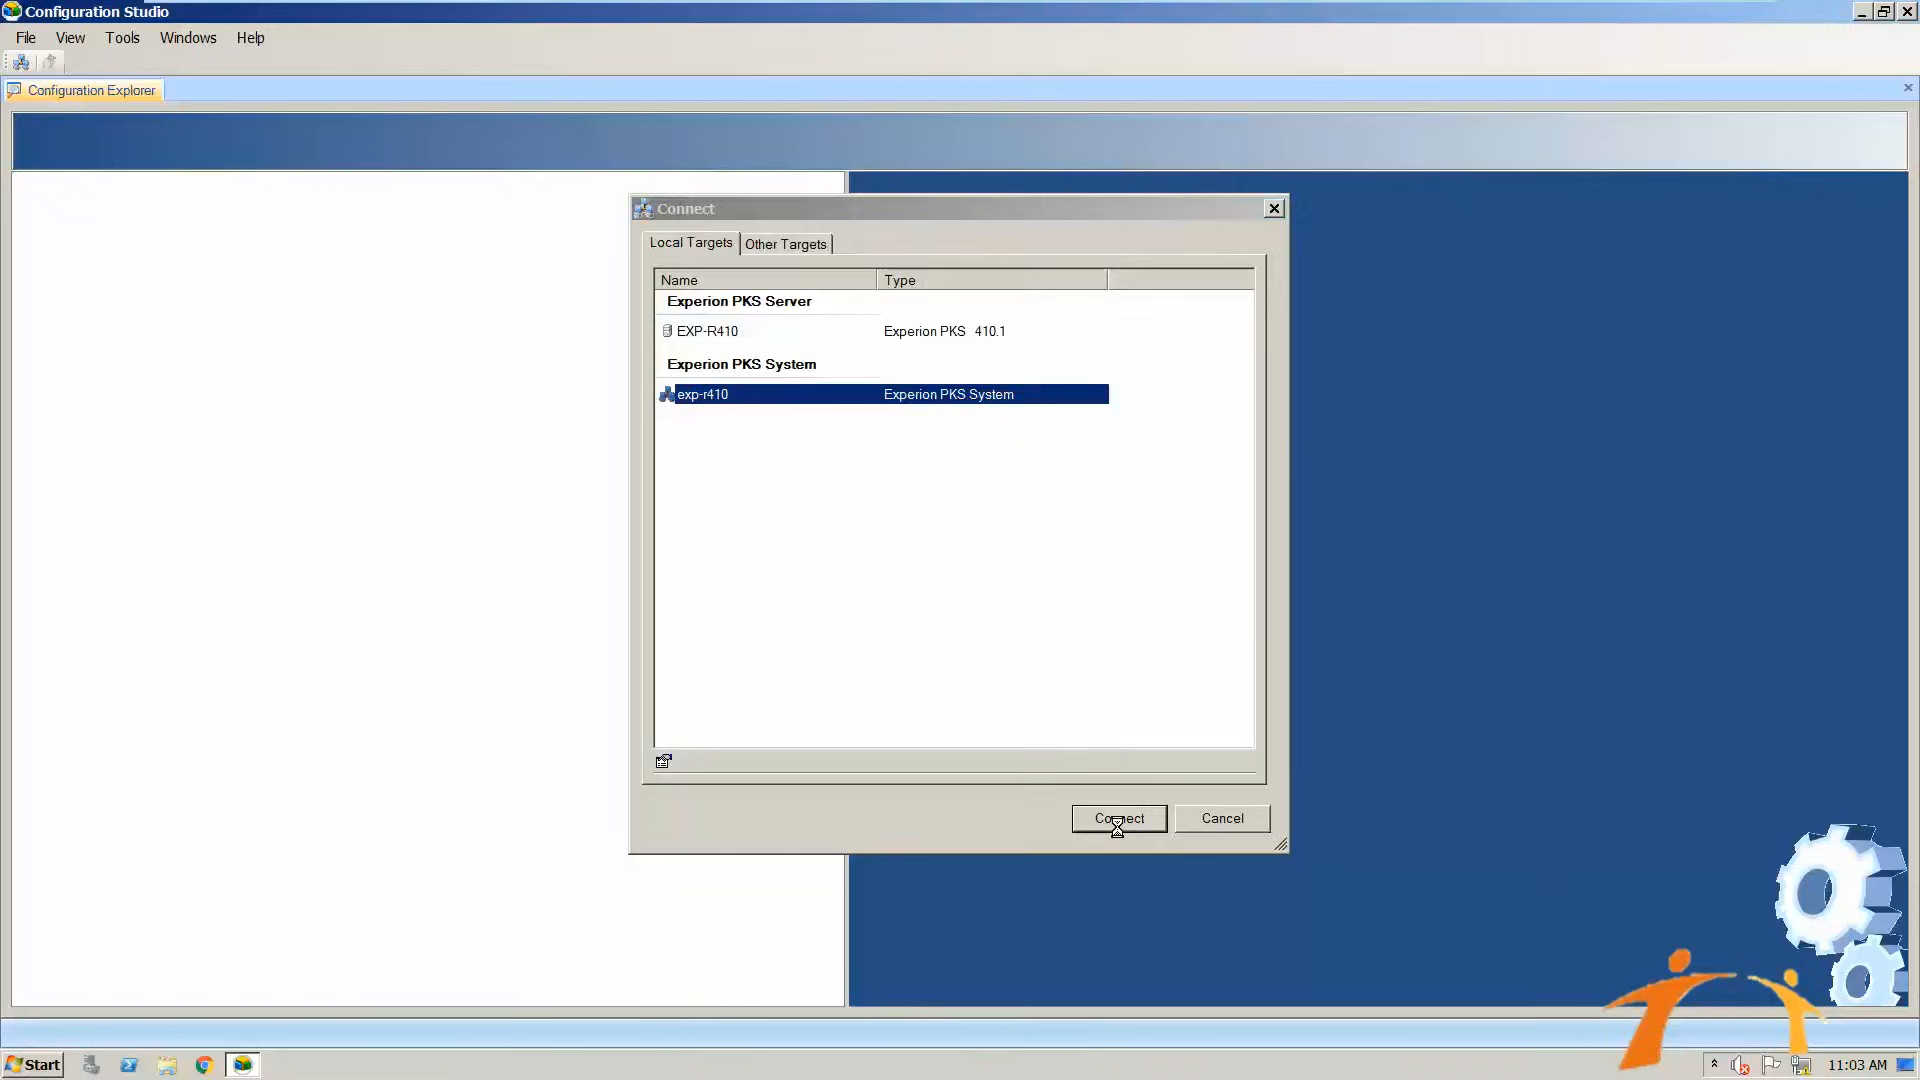 Configuration Studio
File View Tools Windows Help
Configuration Explorer
Connect
Local Targets Other Targets
Name Type
Experion PKS Server
EXP-R410 Experion PKS 410.1
Experion PKS System
exp-r410 Experion PKS System
Connect Cancel
Start 11:03 AM